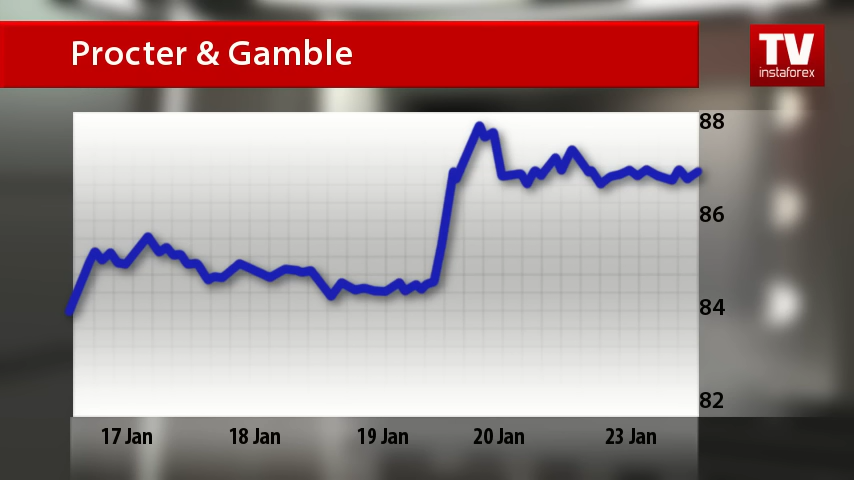 Procter & Gamble
TV
instaforex
88
86
84
82
17 Jan 18 Jan 19 Jan 20 Jan 23 Jan